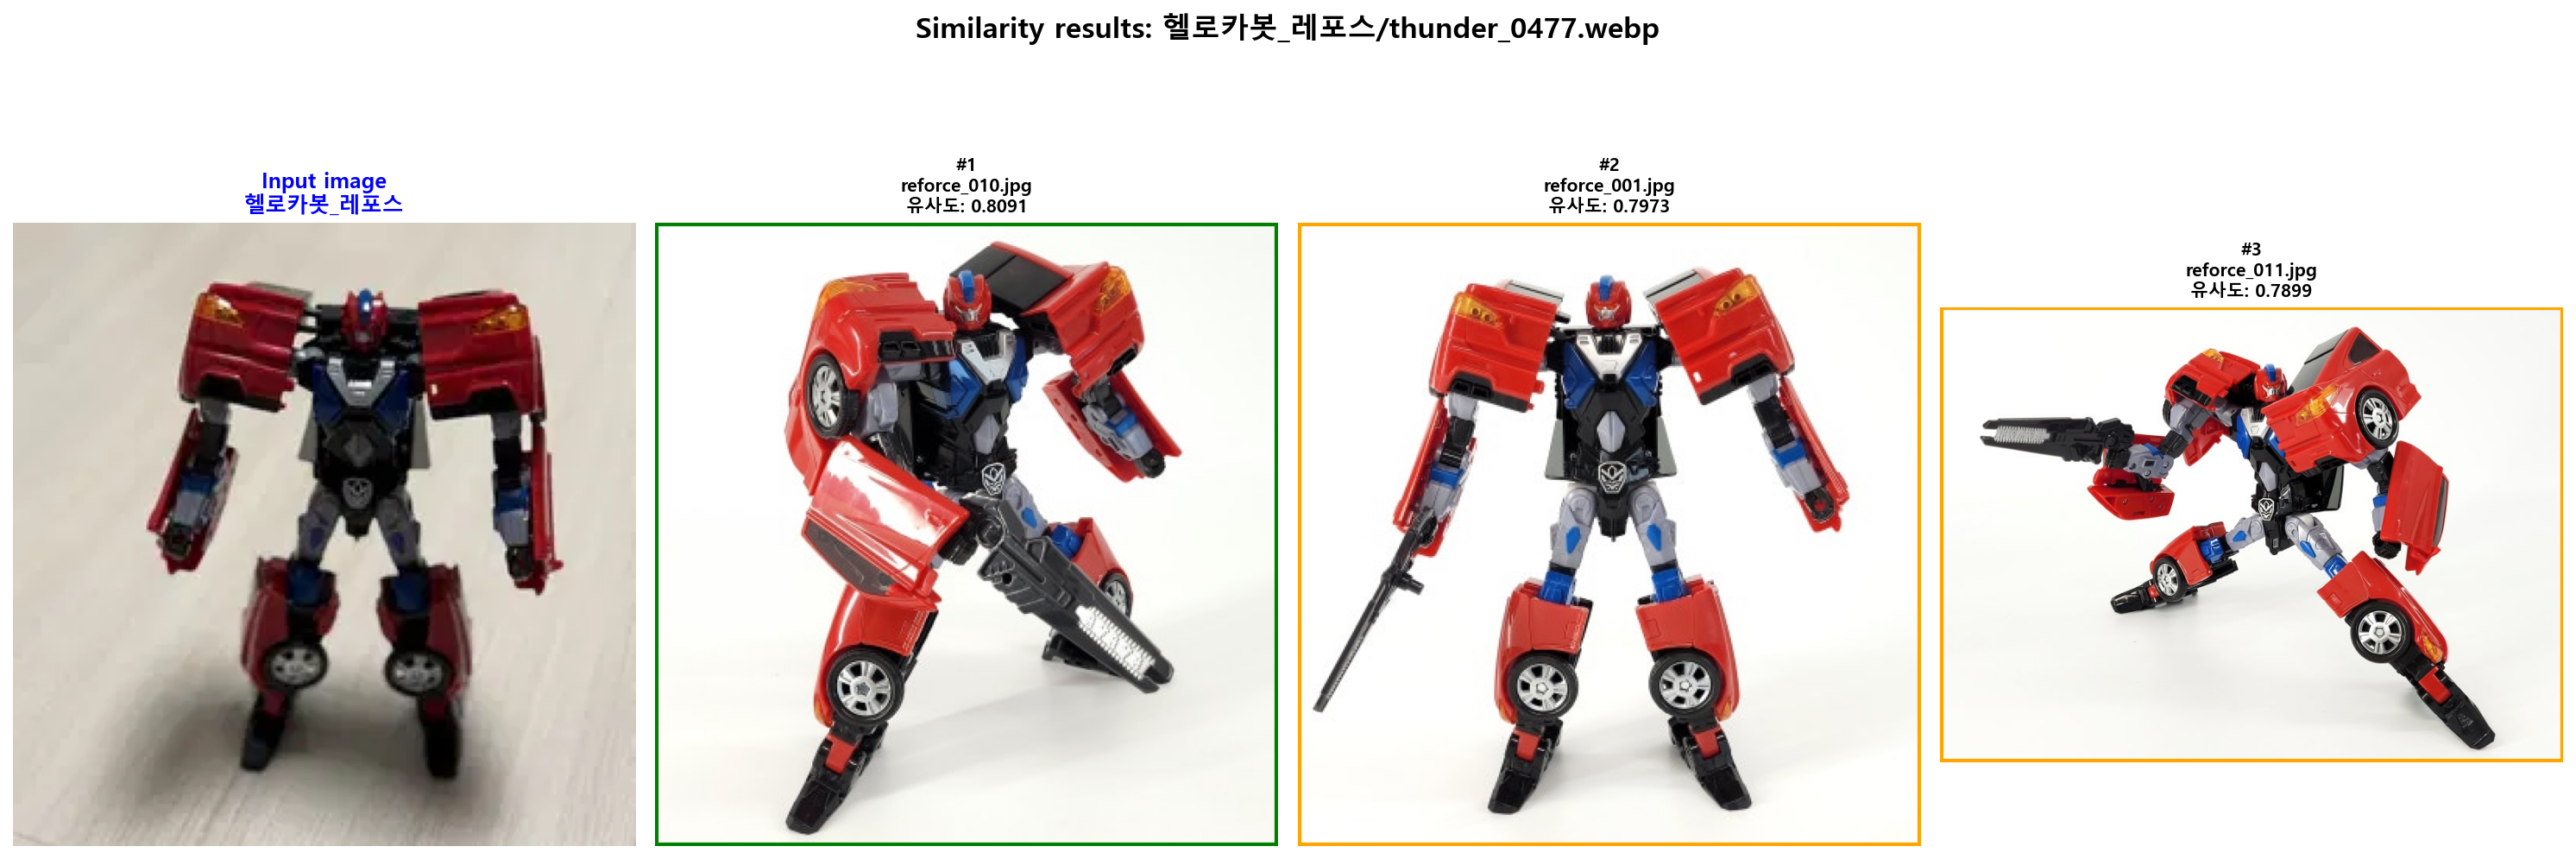 Similarity results: 헬로카봇_레포스/thunder_0477.webp
Input image
헬로카봇_레포스
#1
reforce_010.jpg
유사도: 0.8091
#2
reforce_001.jpg
유사도: 0.7973
#3
reforce_011.jpg
유사도: 0.7899